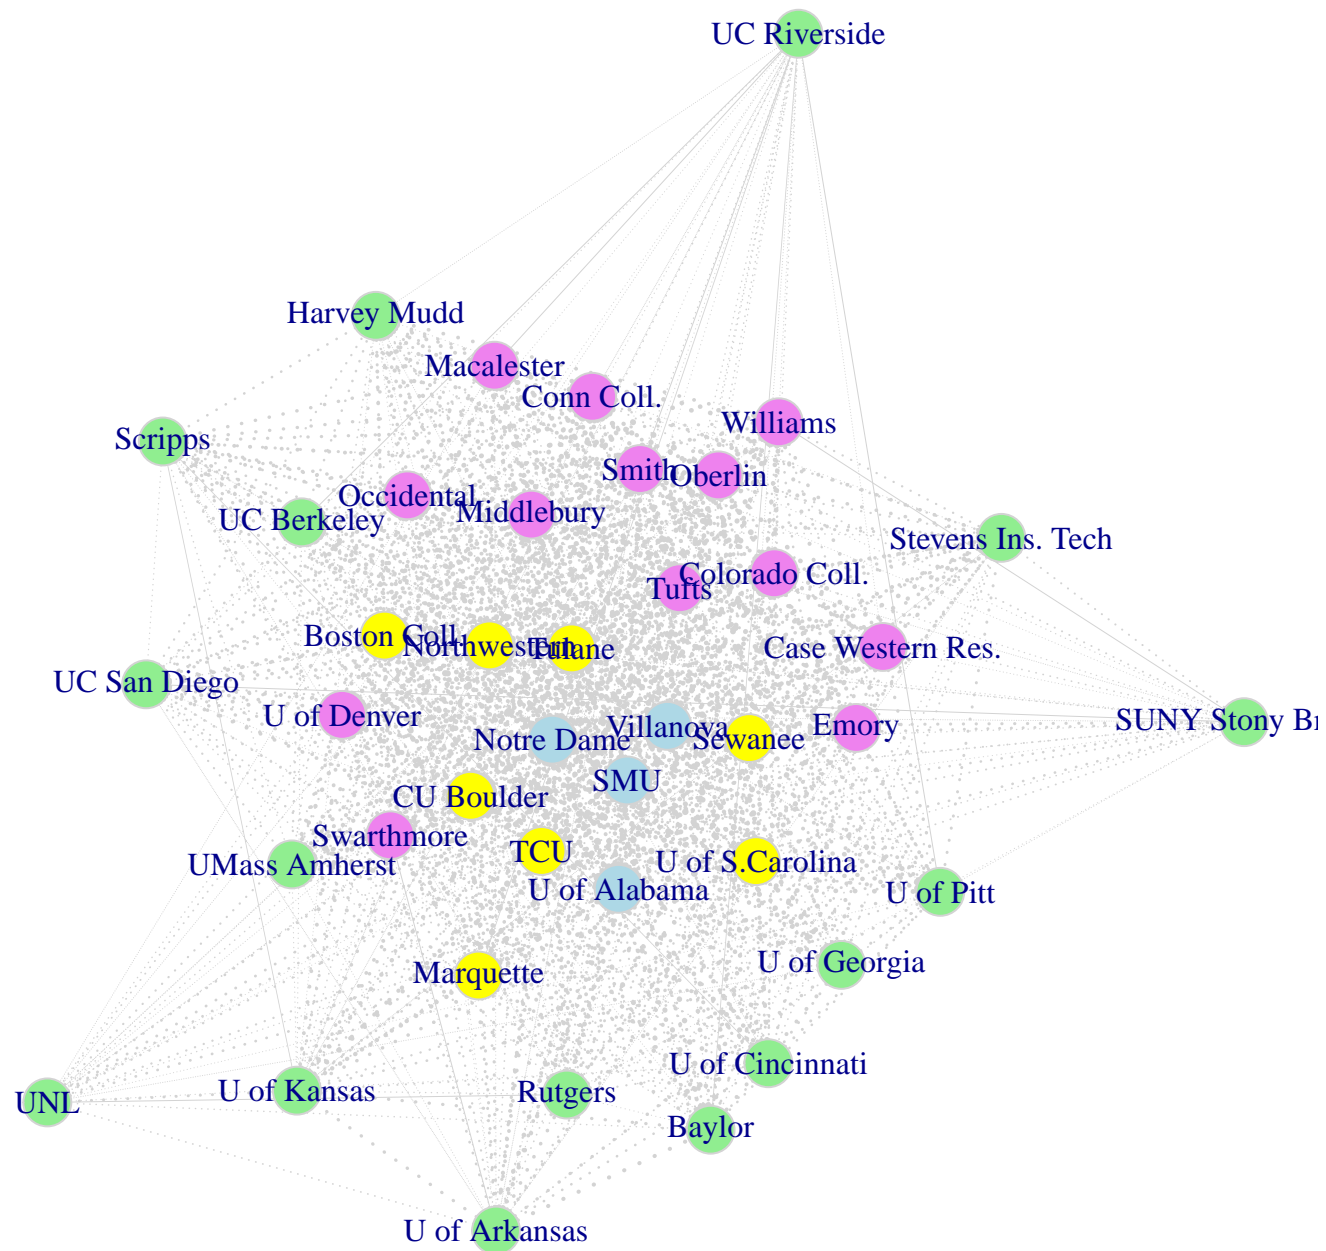 UC Riverside
Harvey Mudd
Macalester
Conn Coll.
Williams
Scripps
Smith
Oberlin
Occidental
Middlebury
UC Berkeley
Stevens Ins. Tech
Colorado Coll.
Tufts
Boston Coll.
Northwestern
Tulane
Case Western Res.
UC San Diego
U of Denver
Villanova
SUNY Stony Br
Emory
Notre Dame
Sewanee
SMU
CU Boulder
Swarthmore
TCU
U of S.Carolina
UMass Amherst
U of Alabama
U of Pitt
U of Georgia
Marquette
U of Cincinnati
U of Kansas
Rutgers
UNL
Baylor
U of Arkansas